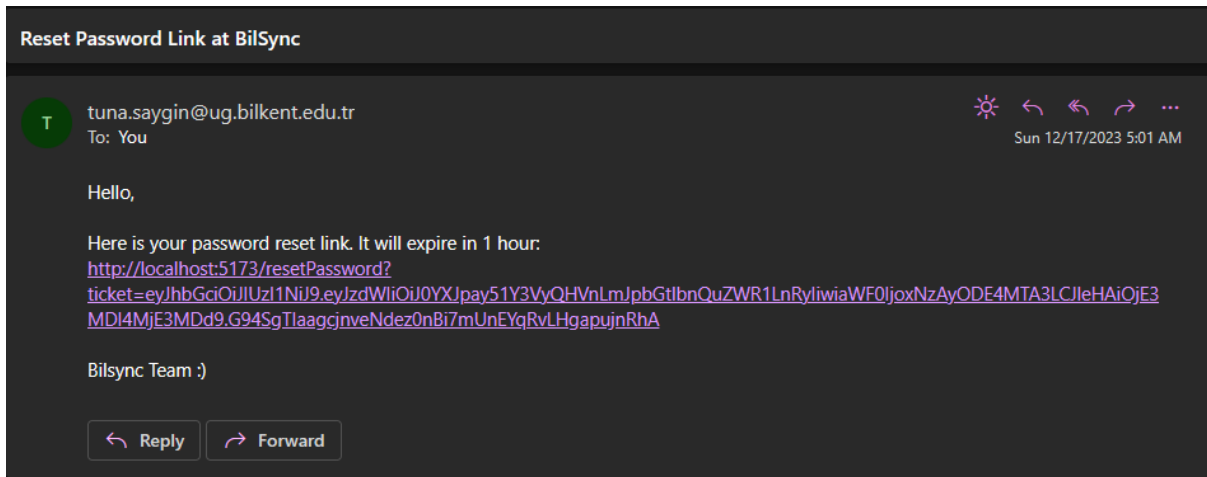 Reset Password Link at BilSync
T
tuna.saygin@ug.bilkent.edu.tr
To: You
Sun 12/17/2023 5:01 AM
Hello,
Here is your password reset link. It will expire in 1 hour:
http://localhost:5173/resetPassword?
ticket=eyJhbGciOiJIUzI1NiJ9.eyJzdWIiOiJ0YXJpay51Y3VyQHVnLmJpbGtlbnQuZWR1LnRyIiwiaWF0IjoxNzAyODE4MTA3LCJleHAiOjE3
MDI4MjE3MDd9.G94SgTlaagcjnveNdez0nBi7mUnEYqRvLHgapujnRhA
Bilsync Team :)
Reply
Forward